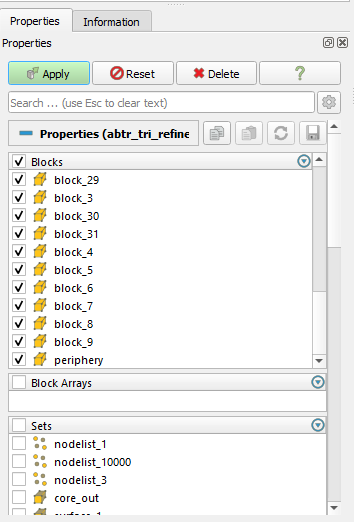 Properties Information
Properties
Apply Reset Delete ?
Search ... (use Esc to clear text)
Properties (abtr_tri_refine
Blocks
block_29
block_3
block_30
block_31
block_4
block_5
block_6
block_7
block_8
block_9
periphery
Block Arrays
Sets
nodelist_1
nodelist_10000
nodelist_3
core_out
surface_1